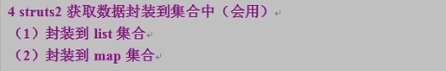 4 struts2 获取数据封装到集合中（会用）
（1）封装到 list 集合
（2）封装到 map 集合